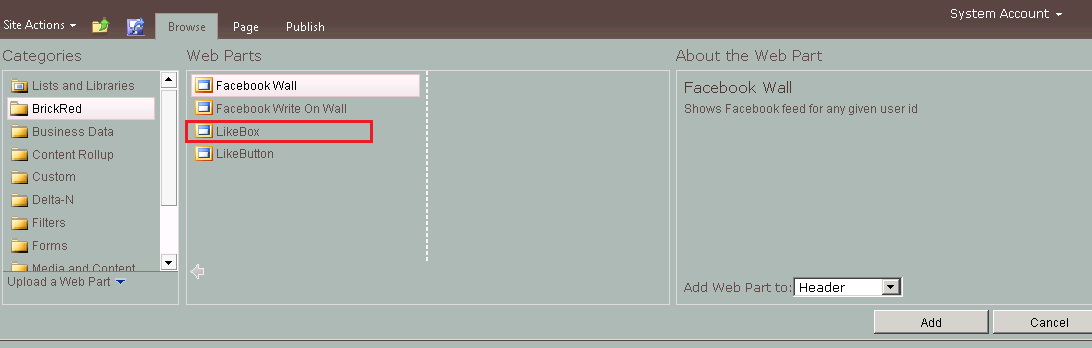 Site Actions
Browse
Page
Publish
System Account
Categories
Lists and Libraries
BrickRed
Business Data
Content Rollup
Custom
Delta-N
Filters
Forms
Media and Content
Upload a Web Part
Web Parts
Facebook Wall
Facebook Write On Wall
LikeBox
LikeButton
About the Web Part
Facebook Wall
Shows Facebook feed for any given user id
Add Web Part to: Header
Add
Cancel